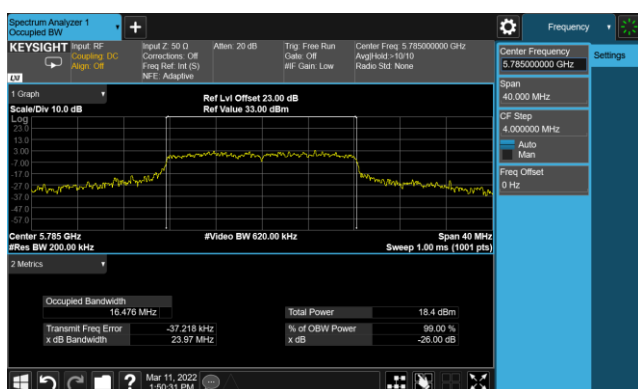 Spectrum Analyzer 1
Occupied BW
Frequency
KEYSIGHT
Input: RF
Coupling: DC
Align: Off
Input Z: 50 Ω
Corrections: Off
Freq Ref: Int (S)
NFE: Adaptive
Atten: 20 dB
Trig: Free Run
Gate: Off
#IF Gain: Low
Center Freq: 5.785000000 GHz
Avg|Hold:>10/10
Radio Std: None
LXI
Center Frequency
5.785000000 GHz
Settings
Span
40.000 MHz
CF Step
4.000000 MHz
Auto
Man
Freq Offset
0 Hz
1 Graph
Scale/Div 10.0 dB
Ref Lvl Offset 23.00 dB
Ref Value 33.00 dBm
Log
23.0
13.0
3.00
-7.00
-17.0
-27.0
-37.0
-47.0
-57.0
Center 5.785 GHz
#Res BW 200.00 kHz
#Video BW 620.00 kHz
Span 40 MHz
Sweep 1.00 ms (1001 pts)
2 Metrics
Occupied Bandwidth
16.476 MHz
Total Power 18.4 dBm
Transmit Freq Error -37.218 kHz
% of OBW Power 99.00 %
x dB Bandwidth 23.97 MHz
x dB -26.00 dB
Mar 11, 2022
1:50:31 PM